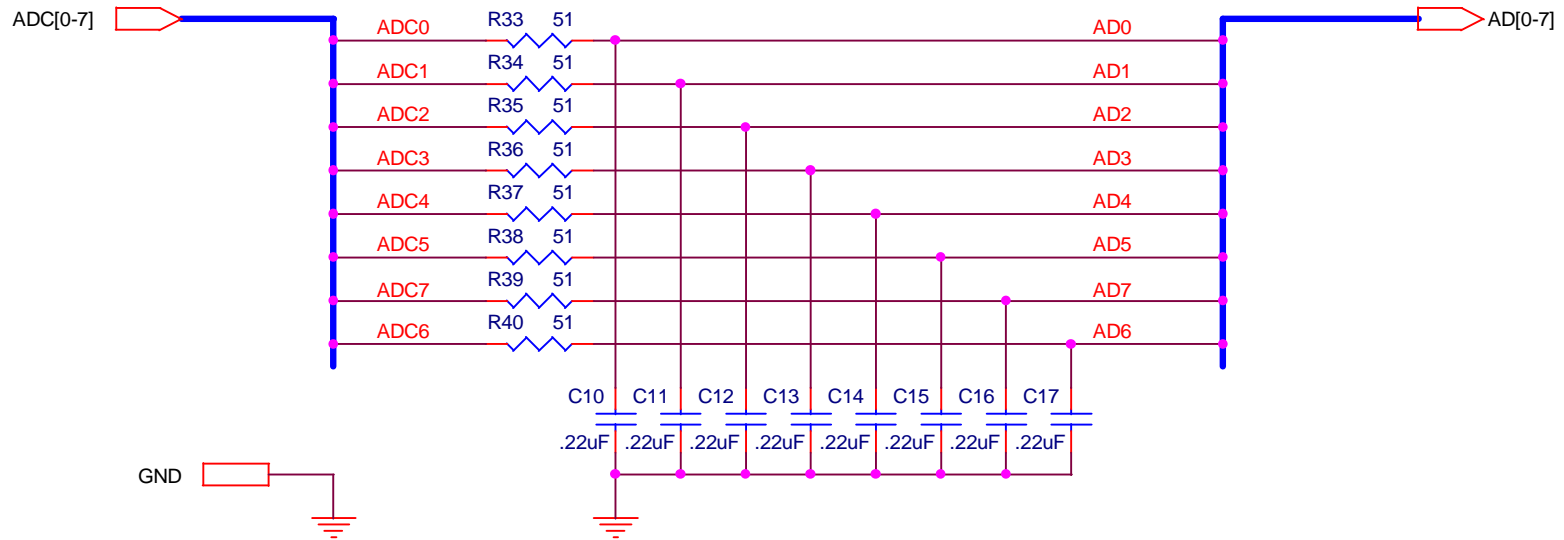 ADC[0-7]
AD[0-7]
R33 51
ADC0
AD0
R34 51
ADC1
AD1
R35 51
ADC2
AD2
R36 51
ADC3
AD3
R37 51
ADC4
AD4
R38 51
ADC5
AD5
R39 51
ADC7
AD7
R40 51
ADC6
AD6
C10 C11 C12 C13 C14 C15 C16 C17
.22uF .22uF .22uF .22uF .22uF .22uF .22uF .22uF
GND